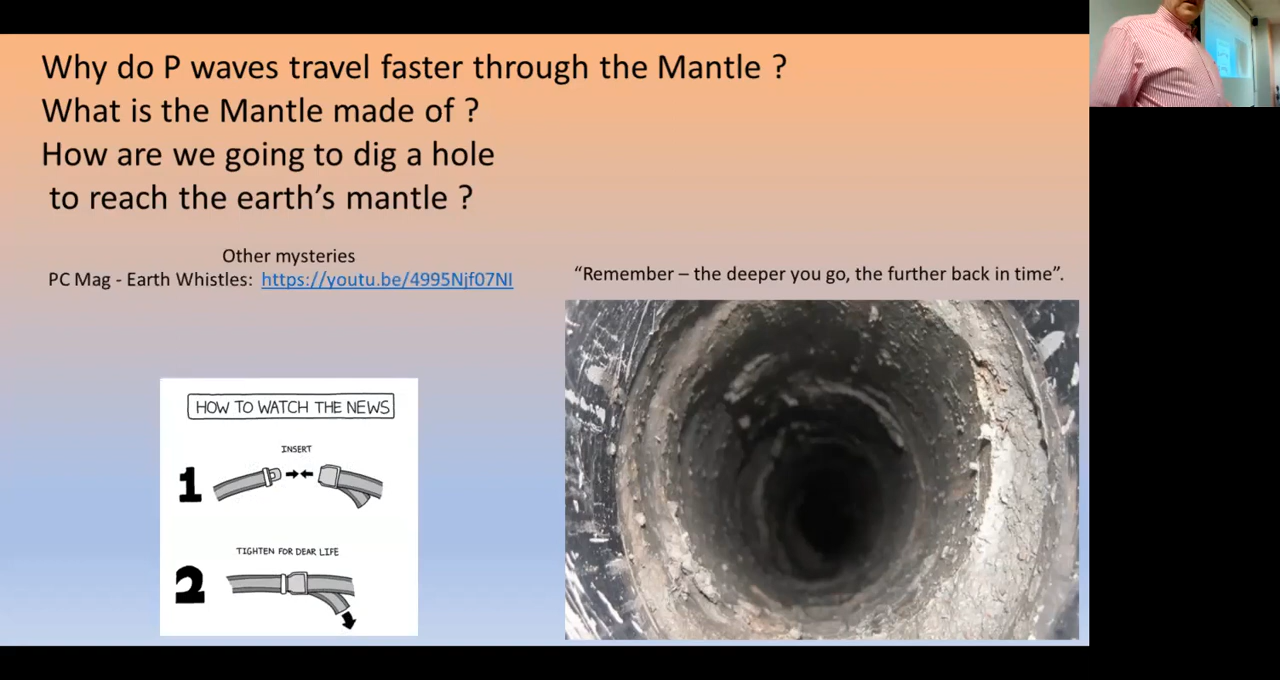 Why do P waves travel faster through the Mantle ?
What is the Mantle made of ?
How are we going to dig a hole
to reach the earth’s mantle ?
Other mysteries
PC Mag - Earth Whistles: https://youtu.be/4995Njf07NI
“Remember – the deeper you go, the further back in time”.
HOW TO WATCH THE NEWS
INSERT
1
TIGHTEN FOR DEAR LIFE
2